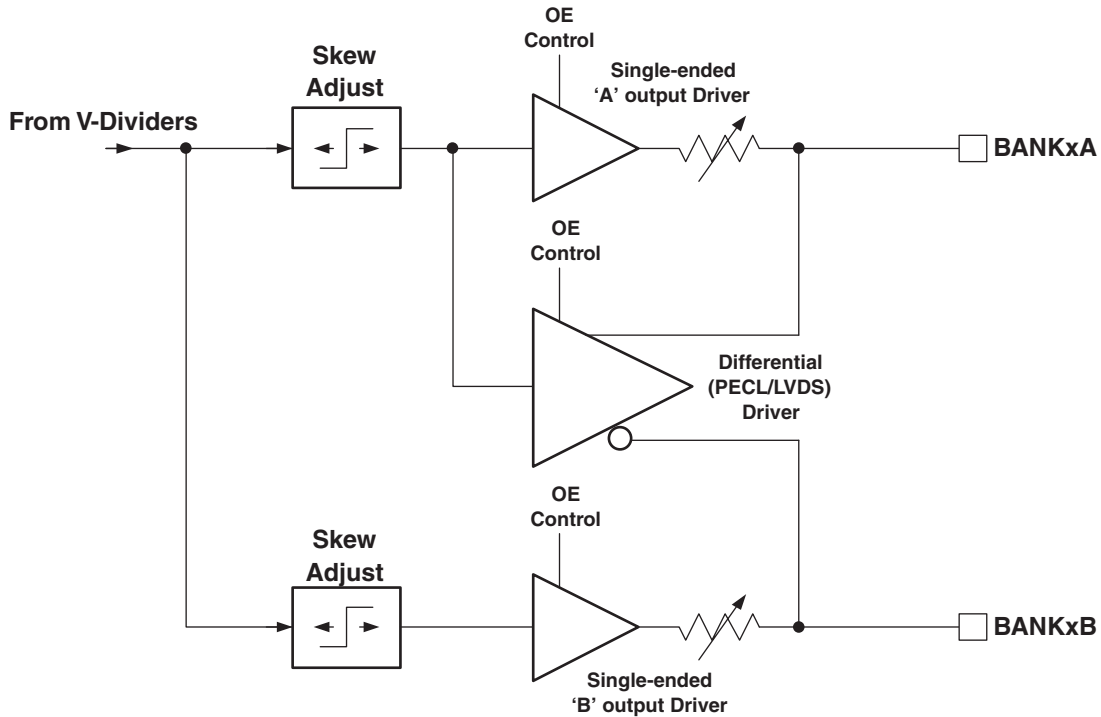 OE
Control
Skew
Adjust
Single-ended
‘A’ output Driver
From V-Dividers
BANKxA
OE
Control
Differential
(PECL/LVDS)
Driver
OE
Control
Skew
Adjust
BANKxB
Single-ended
‘B’ output Driver